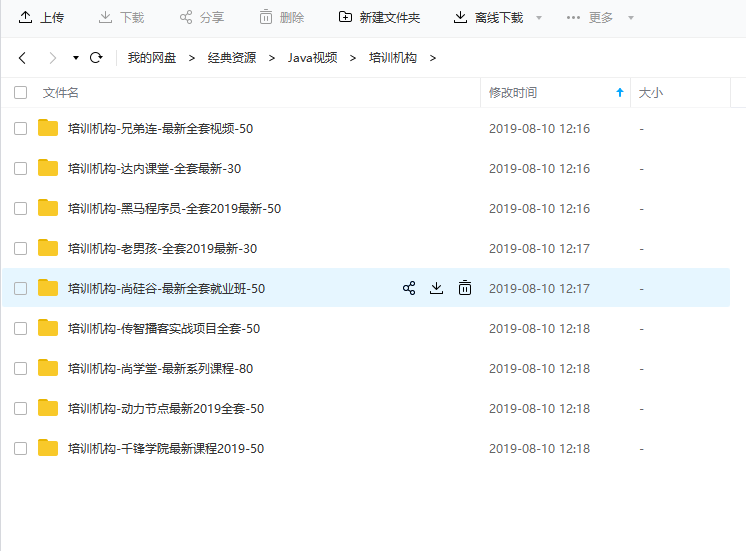 上传 下载 分享 删除 新建文件夹 离线下载 更多
我的网盘 > 经典资源 > Java视频 > 培训机构 >
文件名 修改时间 大小
培训机构-兄弟连-最新全套视频-50 2019-08-10 12:16 -
培训机构-达内课堂-全套最新-30 2019-08-10 12:16 -
培训机构-黑马程序员-全套2019最新-50 2019-08-10 12:16 -
培训机构-老男孩-全套2019最新-30 2019-08-10 12:17 -
培训机构-尚硅谷-最新全套就业班-50 2019-08-10 12:17 -
培训机构-传智播客实战项目全套-50 2019-08-10 12:18 -
培训机构-尚学堂-最新系列课程-80 2019-08-10 12:18 -
培训机构-动力节点最新2019全套-50 2019-08-10 12:18 -
培训机构-千锋学院最新课程2019-50 2019-08-10 12:18 -